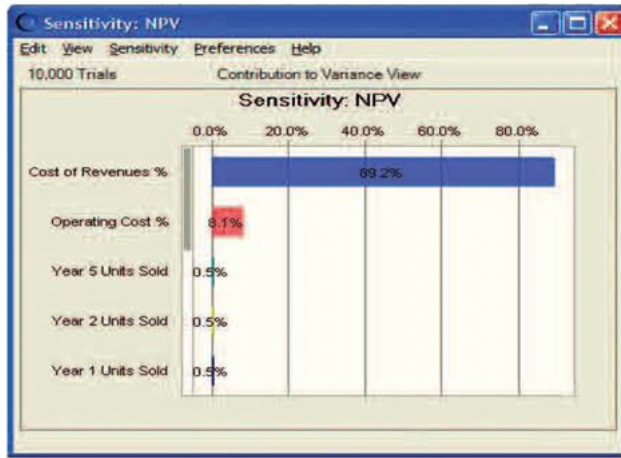 Sensitivity: NPV
Edit View Sensitivity Preferences Help
10,000 Trials Contribution to Variance View
Sensitivity: NPV
0.0% 20.0% 40.0% 60.0% 80.0%
Cost of Revenues % 89.2%
Operating Cost % 8.1%
Year 5 Units Sold 0.5%
Year 2 Units Sold 0.5%
Year 1 Units Sold 0.5%